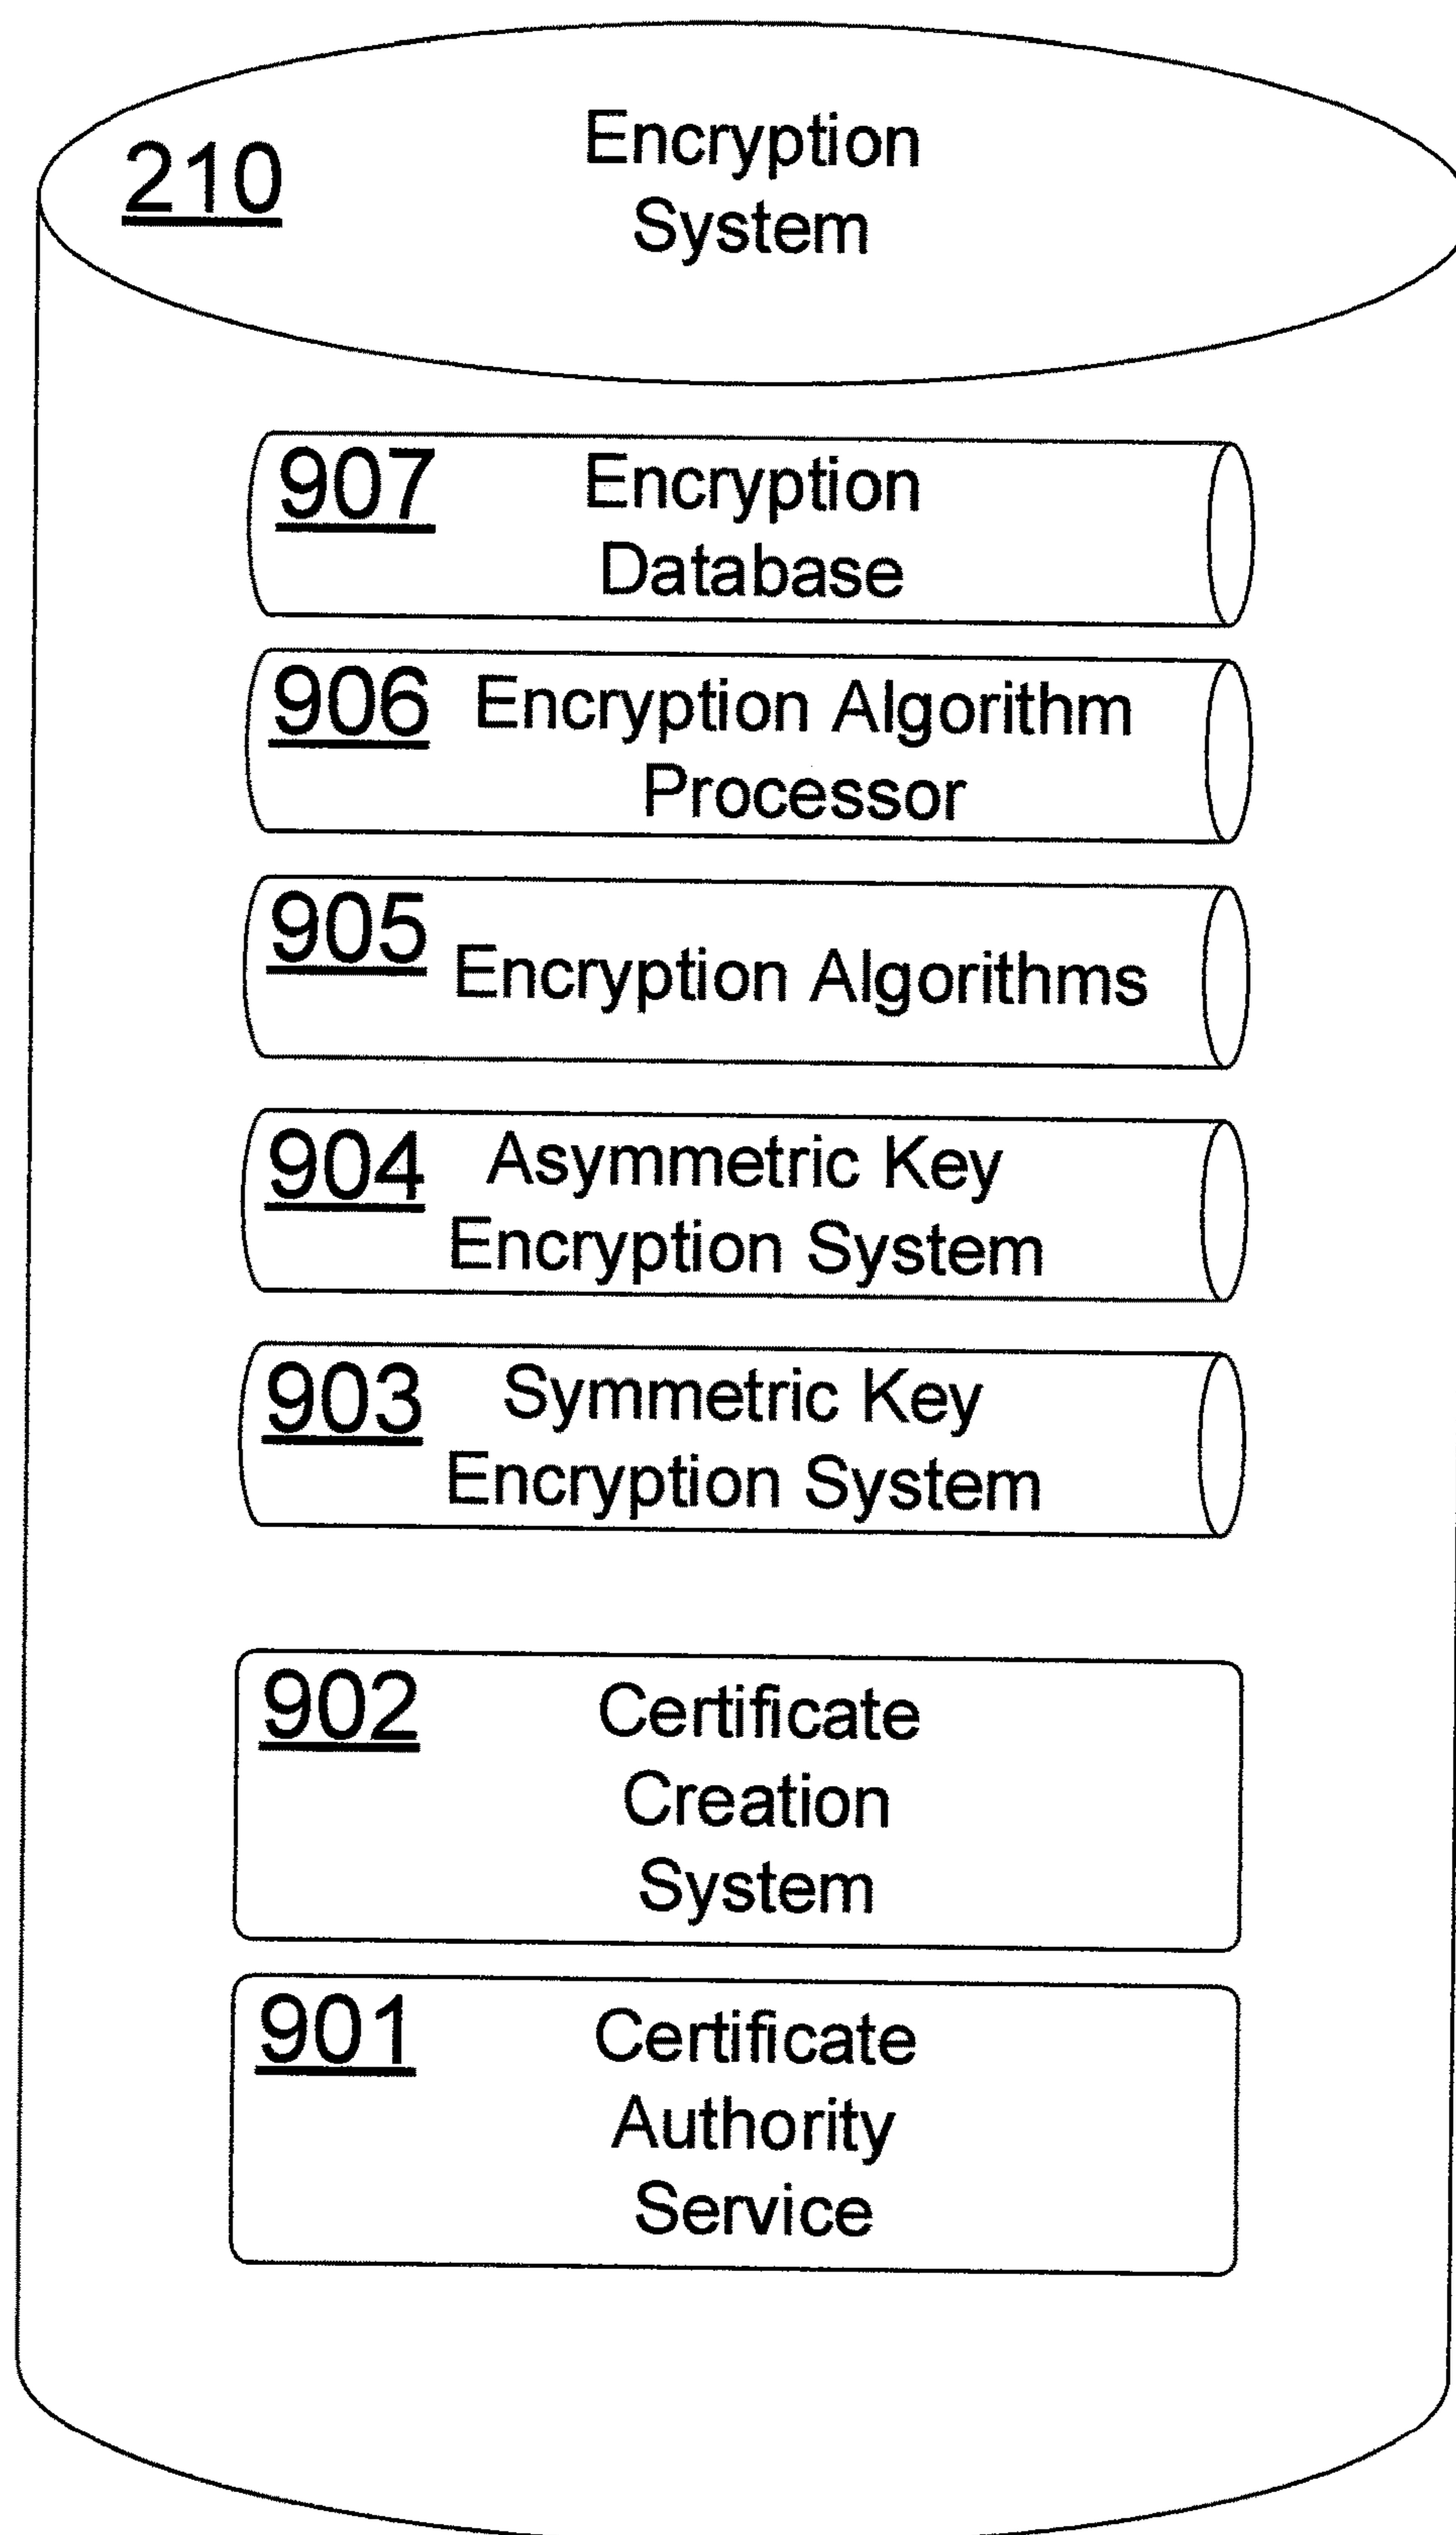 210
Encryption
System
907
Encryption
Database
906
Encryption Algorithm
Processor
905
Encryption Algorithms
904
Asymmetric Key
Encryption System
903
Symmetric Key
Encryption System
902
Certificate
Creation
System
901
Certificate
Authority
Service